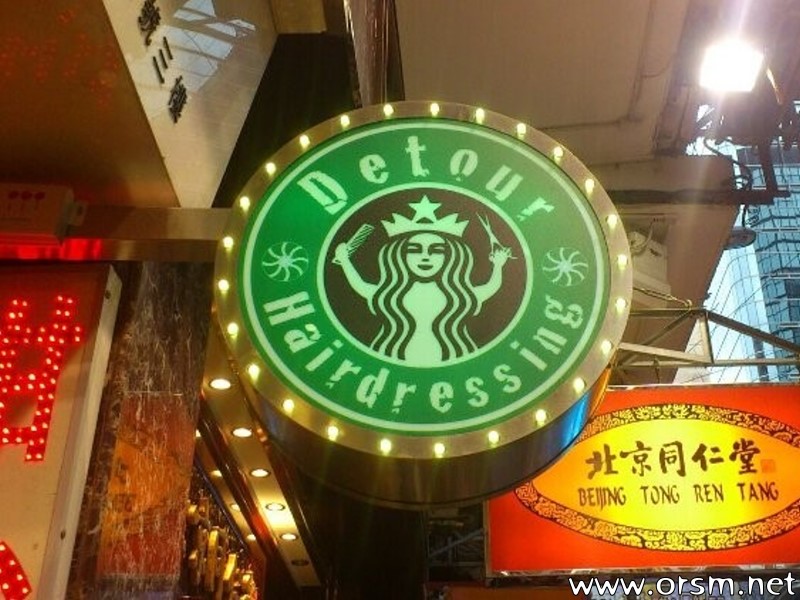 Detour
Hairdressing
北京同仁堂
BEIJING TONG REN TANG
www.orsm.net